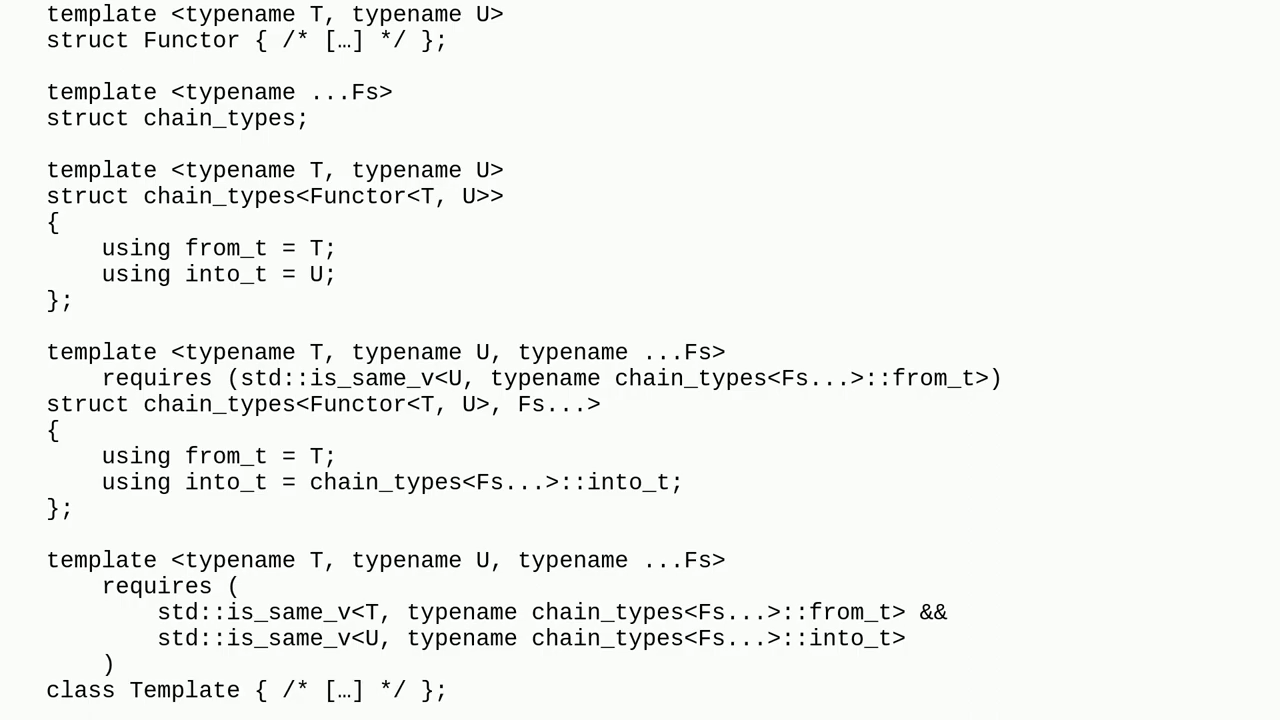 template <typename T, typename U>
struct Functor { /* […] */ };

template <typename ...Fs>
struct chain_types;

template <typename T, typename U>
struct chain_types<Functor<T, U>>
{
    using from_t = T;
    using into_t = U;
};

template <typename T, typename U, typename ...Fs>
    requires (std::is_same_v<U, typename chain_types<Fs...>::from_t>)
struct chain_types<Functor<T, U>, Fs...>
{
    using from_t = T;
    using into_t = chain_types<Fs...>::into_t;
};

template <typename T, typename U, typename ...Fs>
    requires (
        std::is_same_v<T, typename chain_types<Fs...>::from_t> &&
        std::is_same_v<U, typename chain_types<Fs...>::into_t>
    )
class Template { /* […] */ };